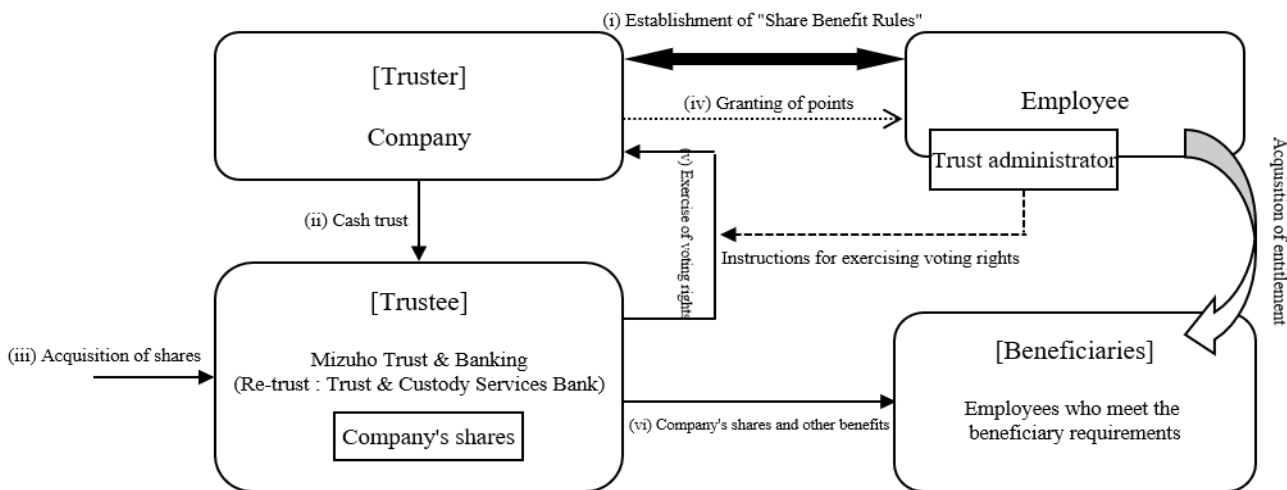 (i) Establishment of "Share Benefit Rules"
[Truster]
Company
(iv) Granting of points
Employee
Trust administrator
Acquisition of entitlement
(ii) Cash trust
(v) Exercise of
voting rights
Instructions for exercising voting rights
[Trustee]
Mizuho Trust & Banking
(Re-trust : Trust & Custody Services Bank)
Company's shares
(iii) Acquisition of shares
(vi) Company's shares and other benefits
[Beneficiaries]
Employees who meet the
beneficiary requirements